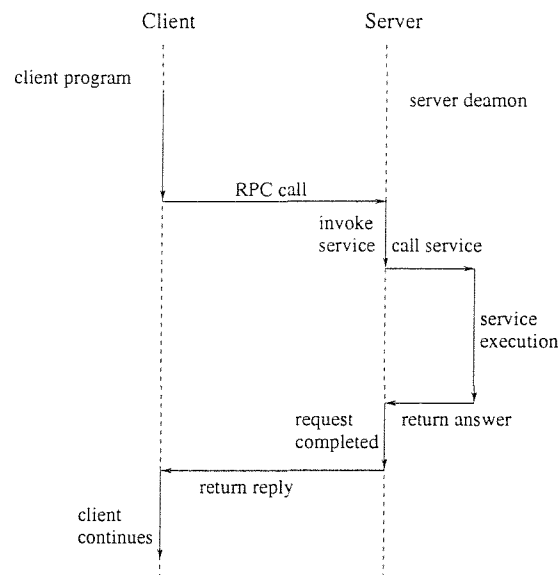 Client
Server
client program
server deamon
RPC call
invoke
service
call service
service
execution
return answer
request
completed
return reply
client
continues